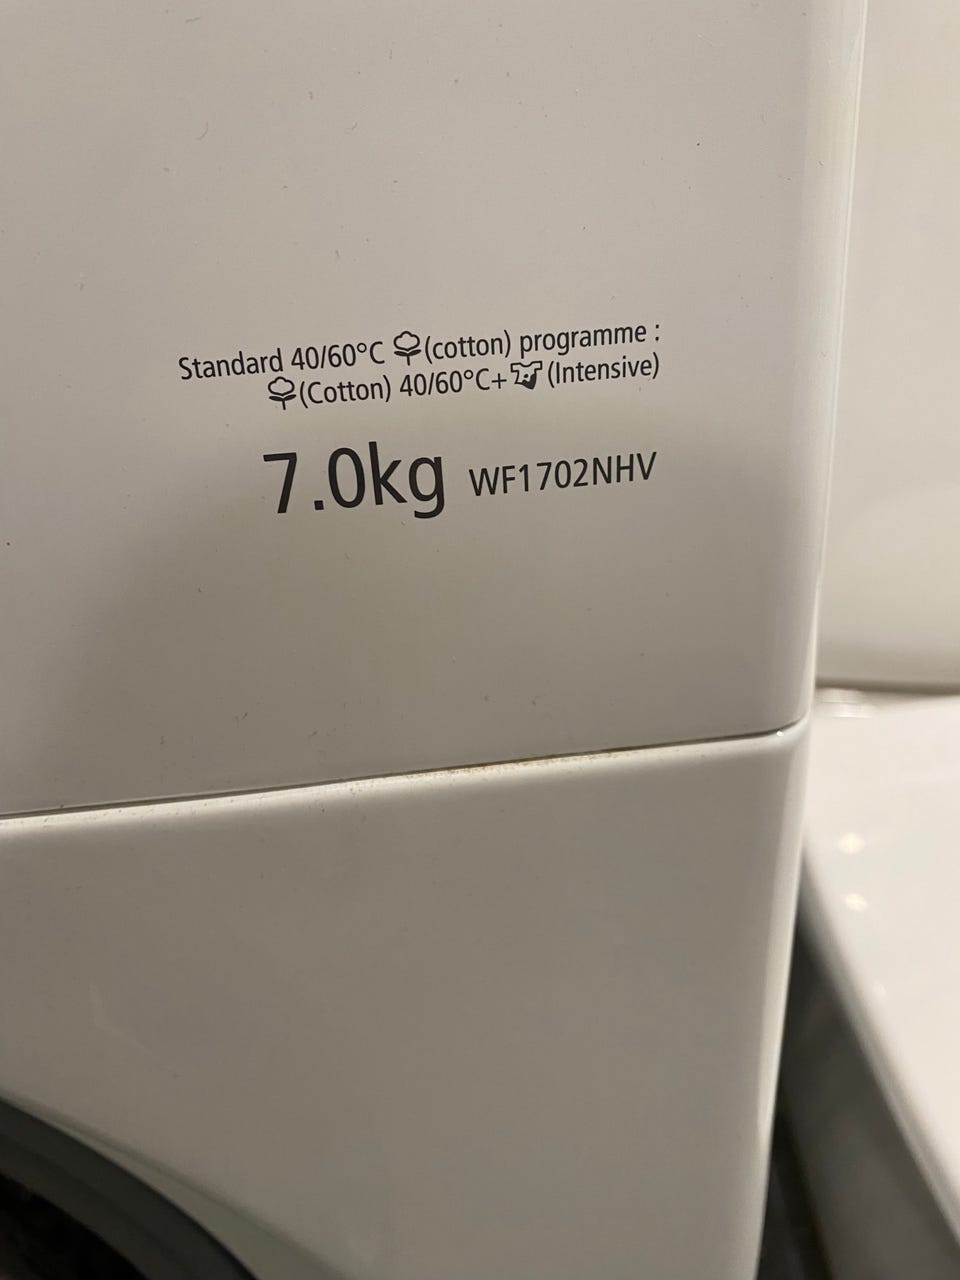 Standard 40/60°C (cotton) programme :
(Cotton) 40/60°C+ (Intensive)
7.0kg WF1702NHV